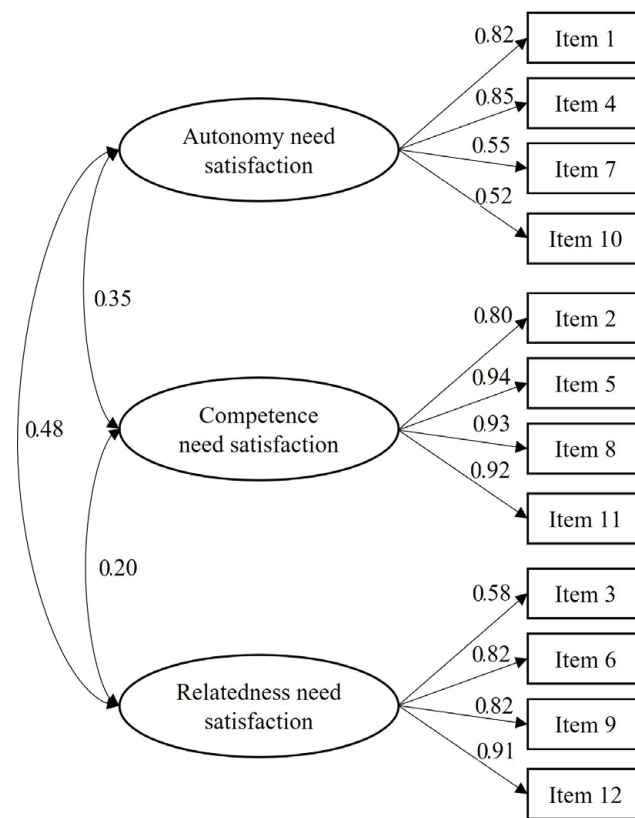 0.82
Item 1
0.85
Item 4
Autonomy need
satisfaction
0.55
Item 7
0.52
Item 10
0.35
0.80
Item 2
0.94
Item 5
Competence
need satisfaction
0.93
Item 8
0.48
0.92
Item 11
0.20
0.58
Item 3
0.82
Item 6
Relatedness need
satisfaction
0.82
Item 9
0.91
Item 12